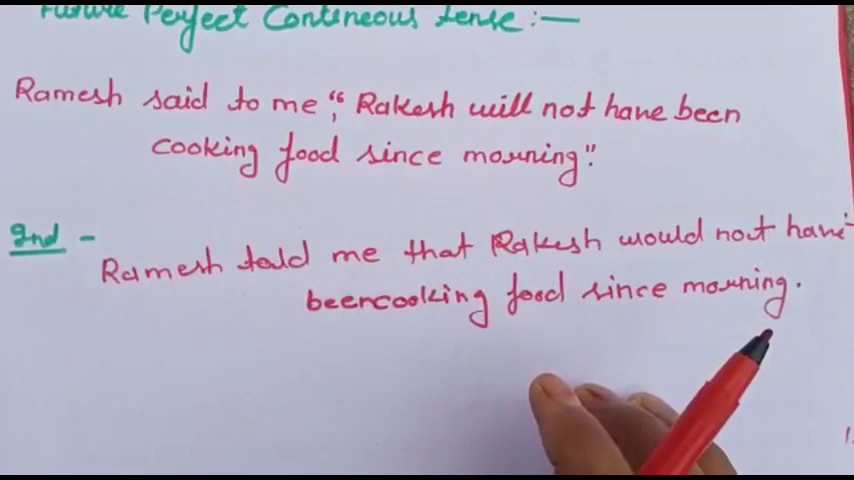 Future Perfect Contineous tense :—
Ramesh said to me,“ Rakesh will not have been
cooking food since morning”.
Ind -
Ramesh told me that Rakesh would not have
beencooking food since morning.